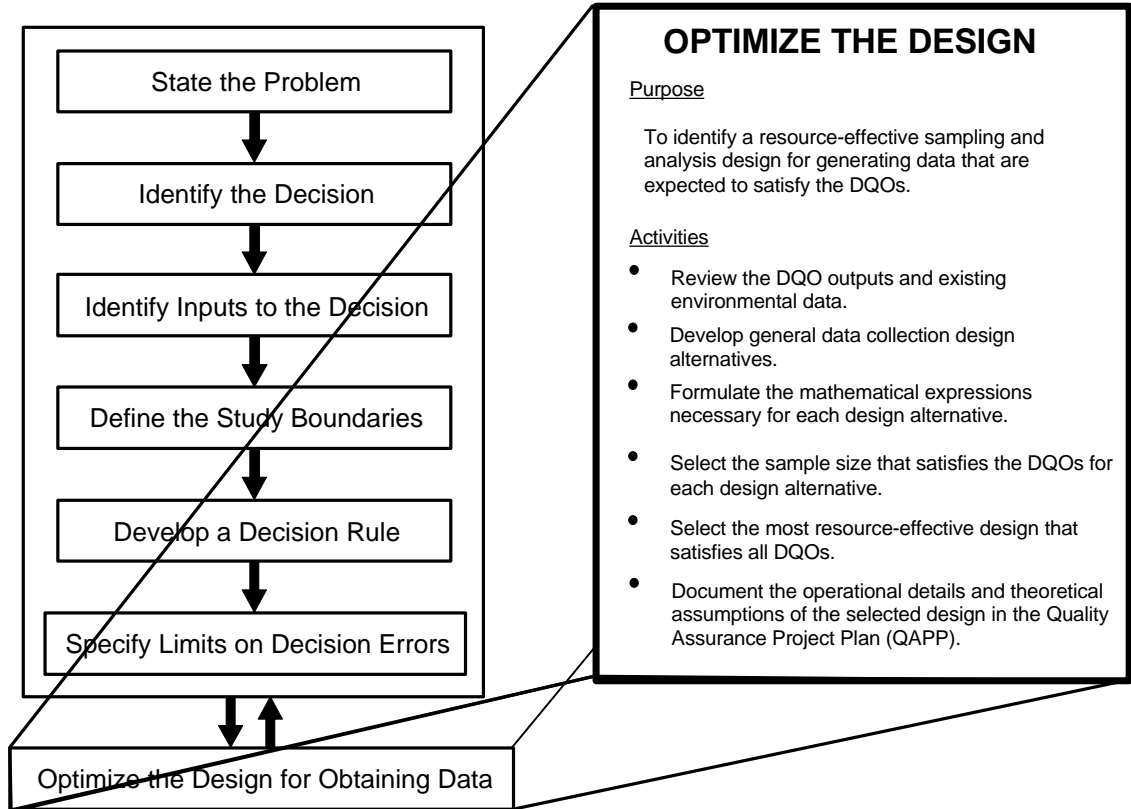 State the Problem
Identify the Decision
Identify Inputs to the Decision
Define the Study Boundaries
Develop a Decision Rule
Specify Limits on Decision Errors
Optimize the Design for Obtaining Data
OPTIMIZE THE DESIGN
Purpose
To identify a resource-effective sampling and
analysis design for generating data that are
expected to satisfy the DQOs.
Activities
• Review the DQO outputs and existing
environmental data.
• Develop general data collection design
alternatives.
• Formulate the mathematical expressions
necessary for each design alternative.
• Select the sample size that satisfies the DQOs for
each design alternative.
• Select the most resource-effective design that
satisfies all DQOs.
• Document the operational details and theoretical
assumptions of the selected design in the Quality
Assurance Project Plan (QAPP).